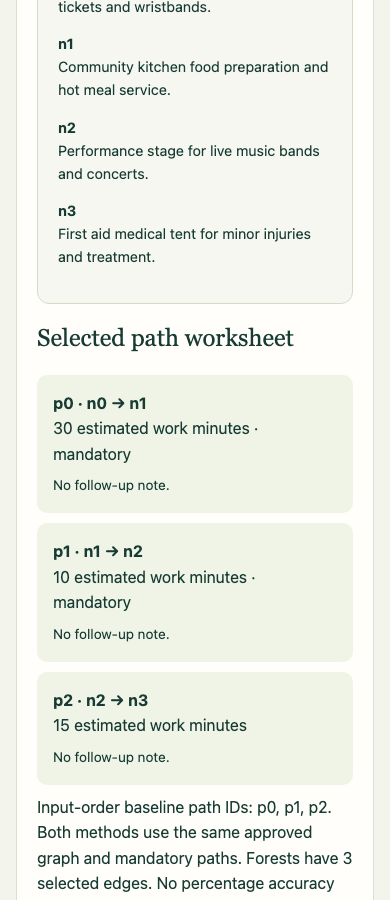 tickets and wristbands.
n1
Community kitchen food preparation and
hot meal service.
n2
Performance stage for live music bands
and concerts.
n3
First aid medical tent for minor injuries
and treatment.
Selected path worksheet
p0 · n0 → n1
30 estimated work minutes ·
mandatory
No follow-up note.
p1 · n1 → n2
10 estimated work minutes ·
mandatory
No follow-up note.
p2 · n2 → n3
15 estimated work minutes
No follow-up note.
Input-order baseline path IDs: p0, p1, p2.
Both methods use the same approved
graph and mandatory paths. Forests have 3
selected edges. No percentage accuracy